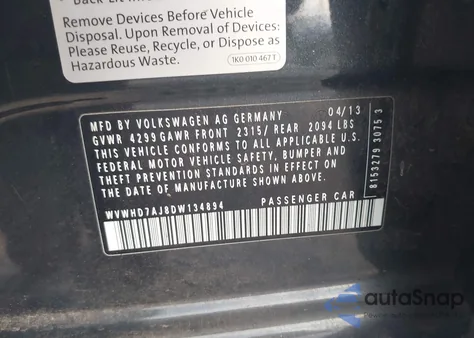 Remove Devices Before Vehicle
Disposal. Upon Removal of Devices:
Please Reuse, Recycle, or Dispose as
Hazardous Waste.
1K0 010 467 T
MFD BY VOLKSWAGEN AG GERMANY 04/13
GVWR 4299 GAWR FRONT 2315/ REAR 2094 LBS
THIS VEHICLE CONFORMS TO ALL APPLICABLE U.S.
FEDERAL MOTOR VEHICLE SAFETY, BUMPER AND
THEFT PREVENTION STANDARDS IN EFFECT ON
THE DATE OF MANUFACTURE SHOWN ABOVE.
WVWHD7AJ8DW134894 PASSENGER CAR
8153279 3075 3
autoSnap